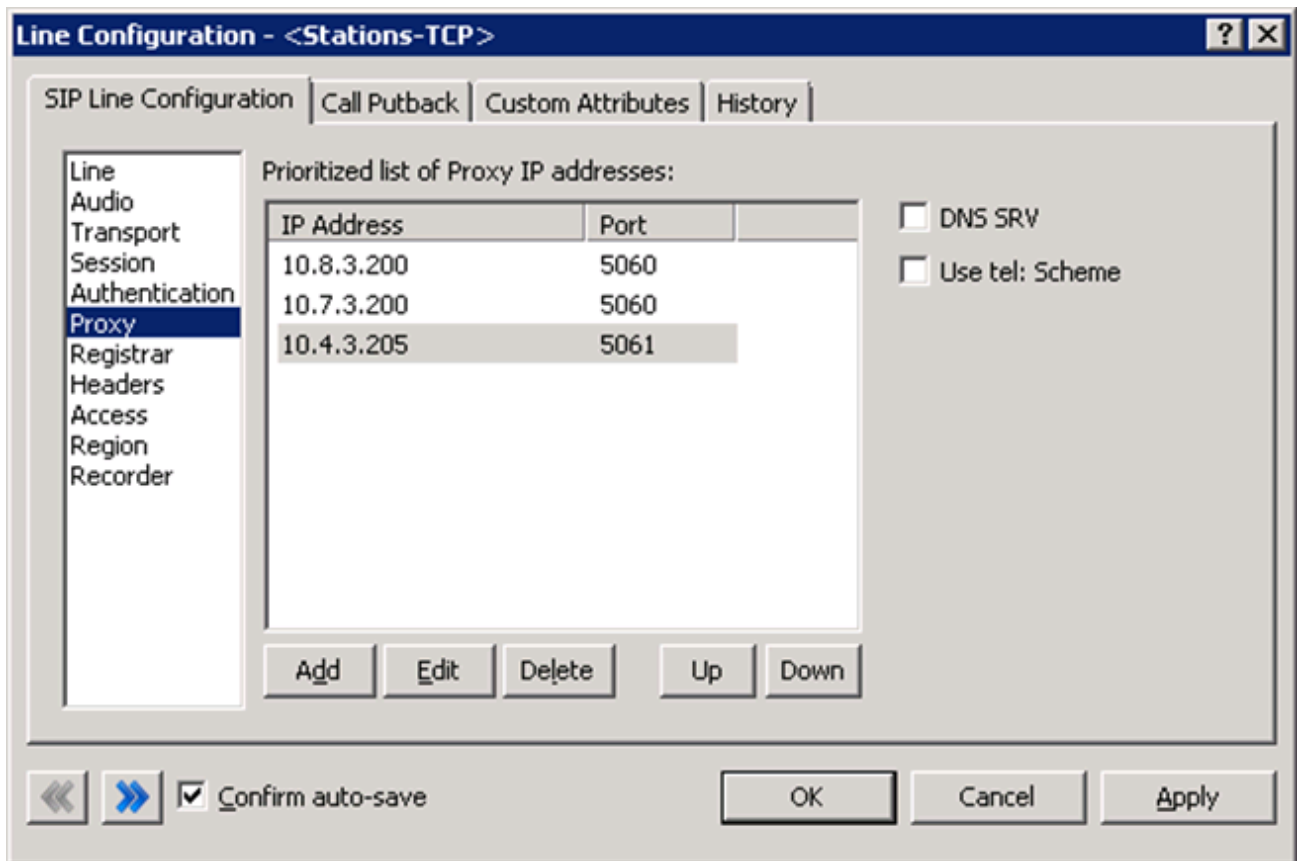 Line Configuration - <Stations-TCP>
SIP Line Configuration
Call Putback
Custom Attributes
History
Line
Audio
Transport
Session
Authentication
Proxy
Registrar
Headers
Access
Region
Recorder
Prioritized list of Proxy IP addresses:
IP Address Port
10.8.3.200 5060
10.7.3.200 5060
10.4.3.205 5061
DNS SRV
Use tel: Scheme
Add Edit Delete Up Down
Confirm auto-save
OK Cancel Apply